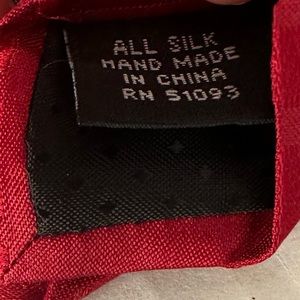 ALL SILK
HAND MADE
IN CHINA
RN 51093